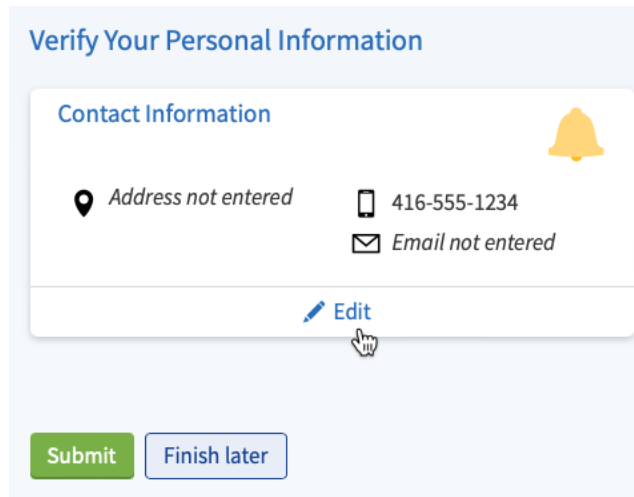 Verify Your Personal Information
Contact Information
Address not entered
416-555-1234
Email not entered
Edit
Submit
Finish later